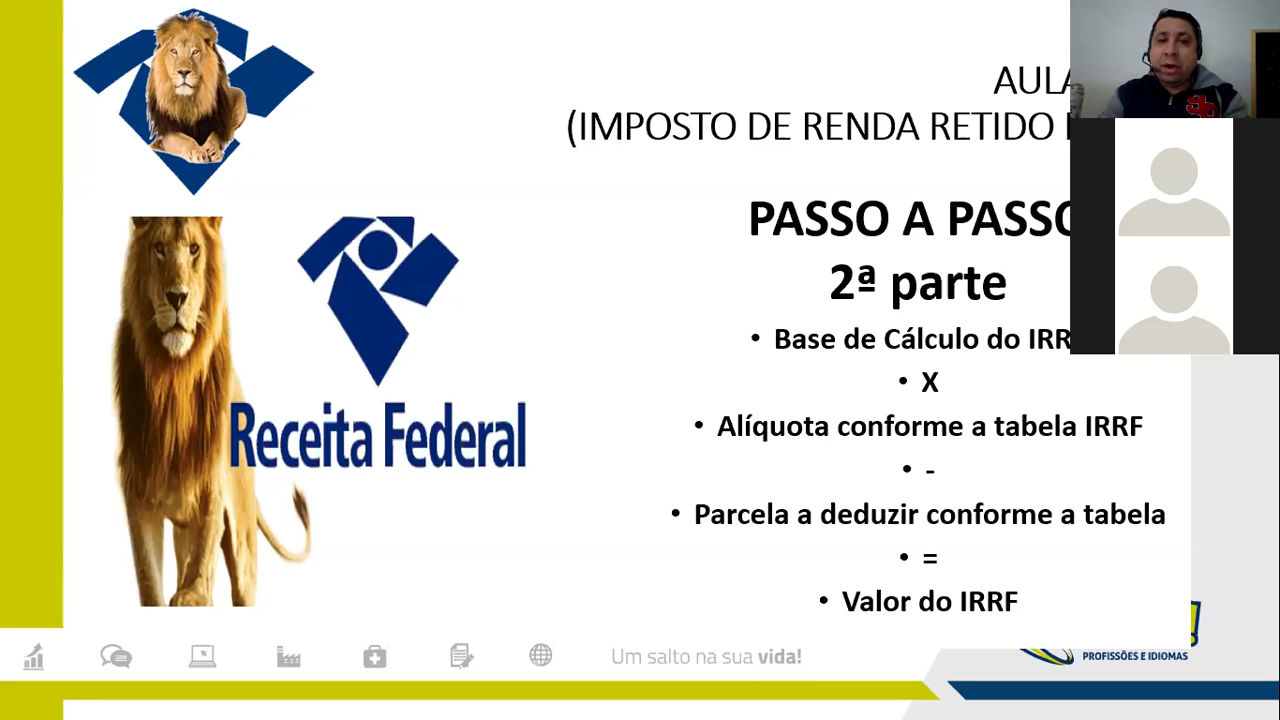 AULA
(IMPOSTO DE RENDA RETIDO
PASSO A PASSO
2ª parte
• Base de Cálculo do IRR
• X
• Alíquota conforme a tabela IRRF
• -
• Parcela a deduzir conforme a tabela
• =
• Valor do IRRF
Receita Federal
Um salto na sua vida!
PROFISSÕES E IDIOMAS